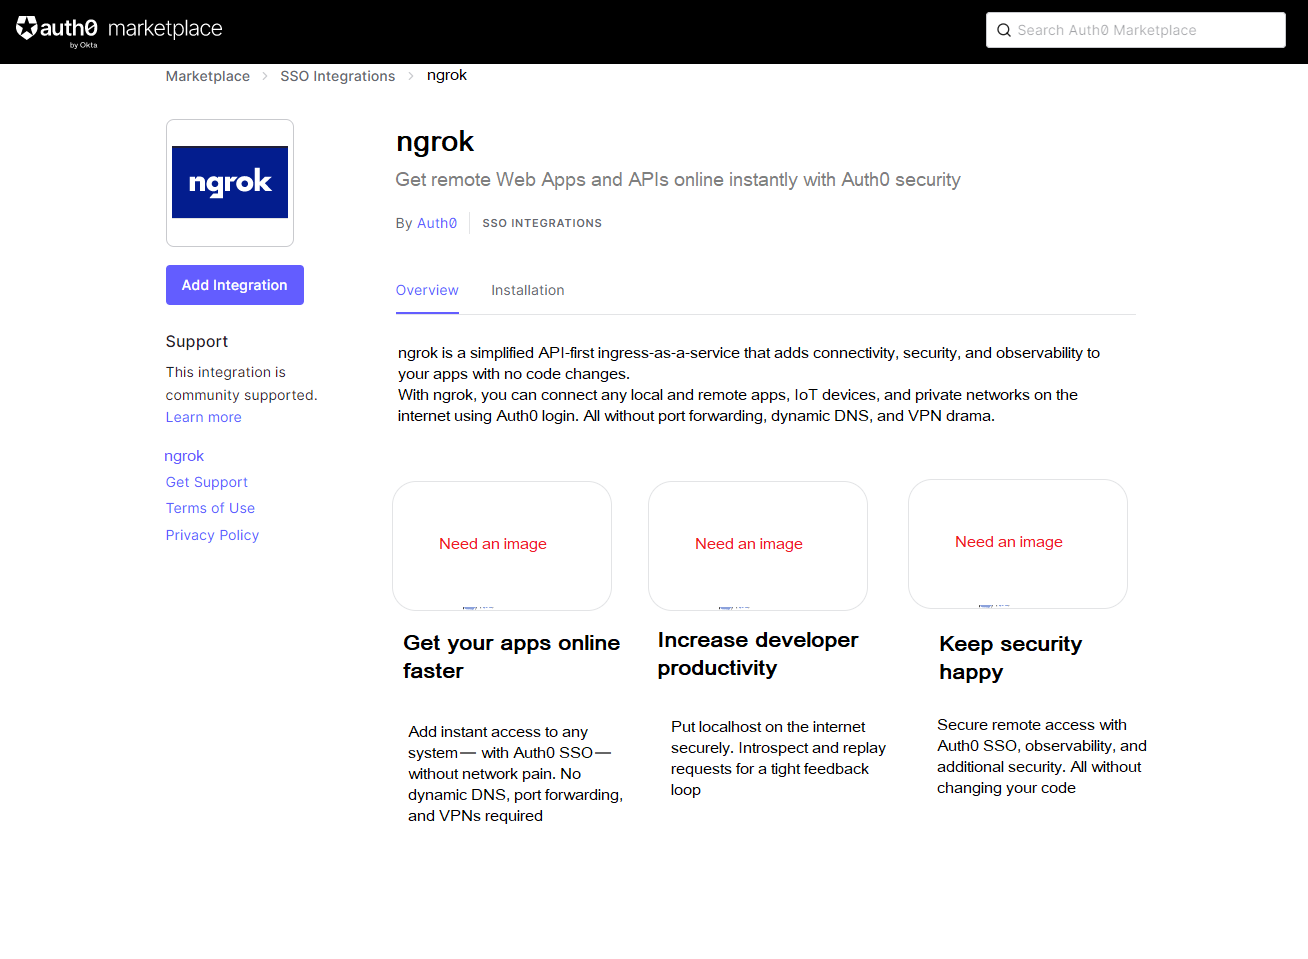 auth0 marketplace
by Okta
Search Auth0 Marketplace
Marketplace > SSO Integrations > ngrok
ngrok
Add Integration
Support
This integration is
community supported.
Learn more
ngrok
Get Support
Terms of Use
Privacy Policy
ngrok
Get remote Web Apps and APIs online instantly with Auth0 security
By Auth0 SSO INTEGRATIONS
Overview Installation
ngrok is a simplified API-first ingress-as-a-service that adds connectivity, security, and observability to
your apps with no code changes.
With ngrok, you can connect any local and remote apps, IoT devices, and private networks on the
internet using Auth0 login. All without port forwarding, dynamic DNS, and VPN drama.
Need an image
Get your apps online
faster
Add instant access to any
system— with Auth0 SSO—
without network pain. No
dynamic DNS, port forwarding,
and VPNs required
Need an image
Increase developer
productivity
Put localhost on the internet
securely. Introspect and replay
requests for a tight feedback
loop
Need an image
Keep security
happy
Secure remote access with
Auth0 SSO, observability, and
additional security. All without
changing your code